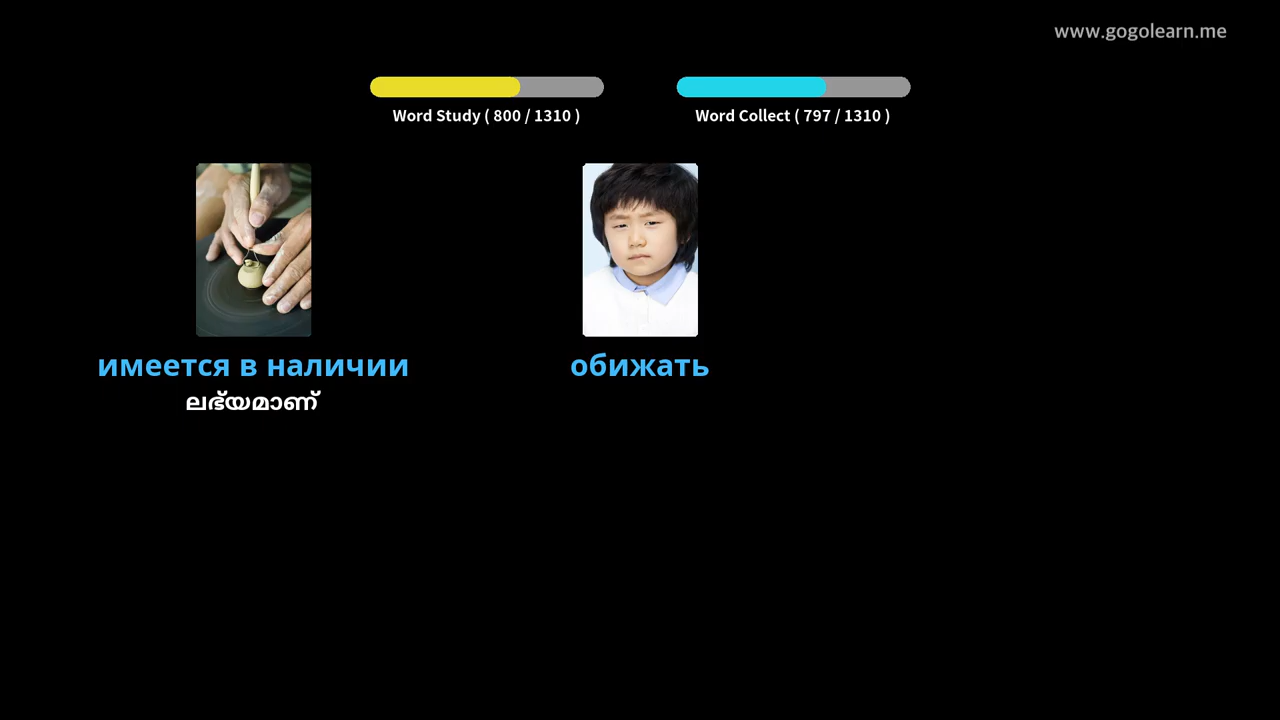 www.gogolearn.me
Word Study ( 800 / 1310 )
Word Collect ( 797 / 1310 )
имеется в наличии
ലഭ്യമാണ്
обижать